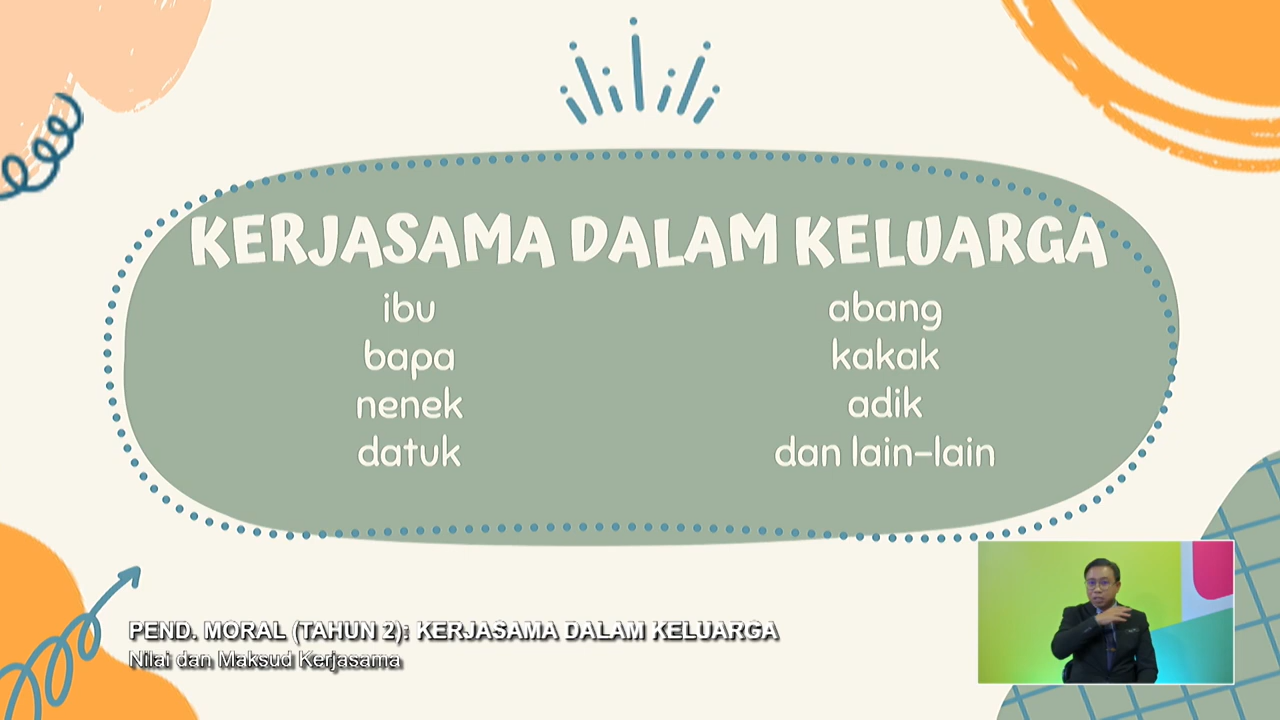 KERJASAMA DALAM KELUARGA
ibu
bapa
nenek
datuk
abang
kakak
adik
dan lain-lain
PEND. MORAL (TAHUN 2): KERJASAMA DALAM KELUARGA
Nilai dan Maksud Kerjasama